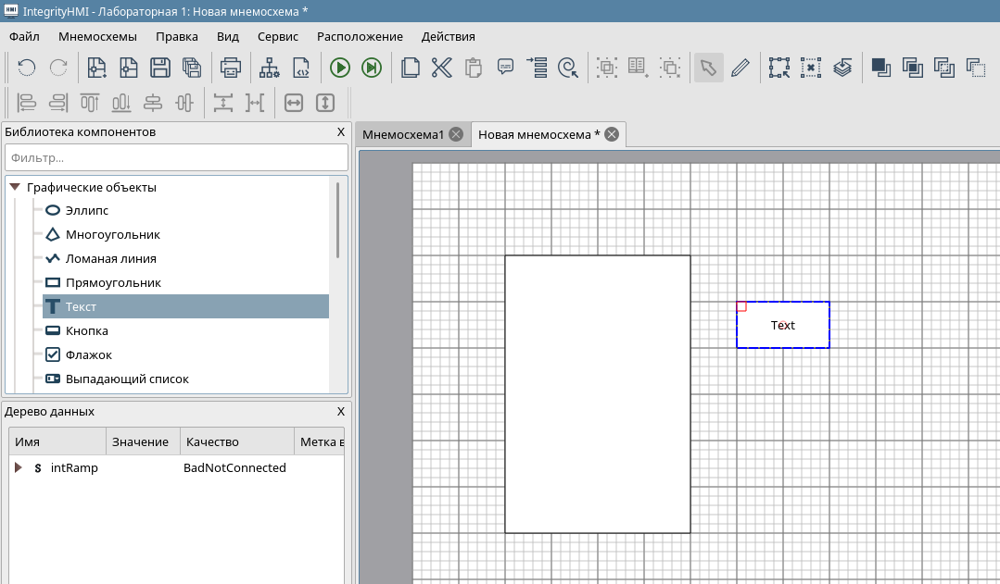 HMI
IntegrityHMI - Лабораторная 1: Новая мнемосхема *
Файл Мнемосхемы Правка Вид Сервис Расположение Действия
Библиотека компонентов X
Фильтр...
Графические объекты
Эллипс
Многоугольник
Ломаная линия
Прямоугольник
Текст
Кнопка
Флажок
Выпадающий список
Дерево данных X
Имя Значение Качество Метка в
S intRamp BadNotConnected
Мнемосхема1 Новая мнемосхема *
Text